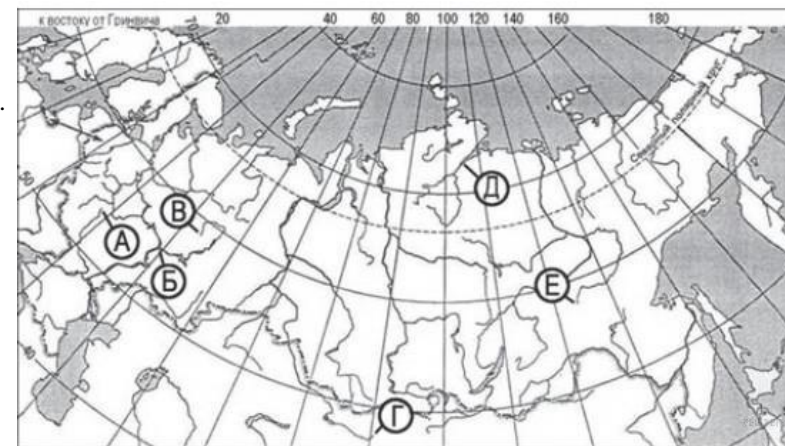 к востоку от Гринвича 20 40 60 80 100 120 140 160 180
Северный полярный круг
Д
В
А
Б
Е
Г